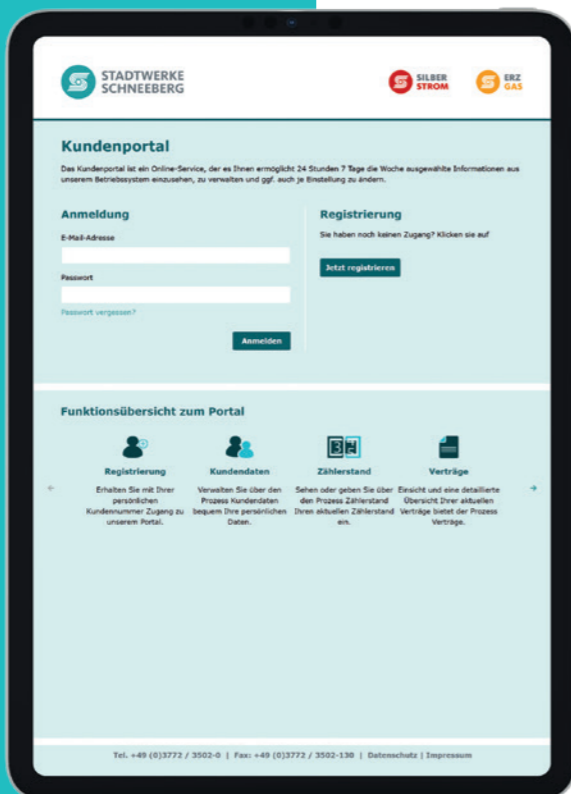 STADTWERKE
SCHNEEBERG
SILBER
STROM
ERZ
GAS
Kundenportal
Das Kundenportal ist ein Online-Service, der es Ihnen ermöglicht 24 Stunden 7 Tage die Woche ausgewählte Informationen aus
unserem Betriebssystem einzusehen, zu verwalten und ggf. auch je Einstellung zu ändern.
Anmeldung
E-Mail-Adresse
Passwort
Passwort vergessen?
Anmelden
Registrierung
Sie haben noch keinen Zugang? Klicken sie auf
Jetzt registrieren
Funktionsübersicht zum Portal
Registrierung
Erhalten Sie mit Ihrer
persönlichen
Kundennummer Zugang zu
unserem Portal.
Kundendaten
Verwalten Sie über den
Prozess Kundendaten
bequem Ihre persönlichen
Daten.
Zählerstand
Sehen oder geben Sie über
den Prozess Zählerstand
Ihren aktuellen Zählerstand
ein.
Verträge
Einsicht und eine detaillierte
Übersicht Ihrer aktuellen
Verträge bietet der Prozess
Verträge.
Tel. +49 (0)3772 / 3502-0 | Fax: +49 (0)3772 / 3502-130 | Datenschutz | Impressum